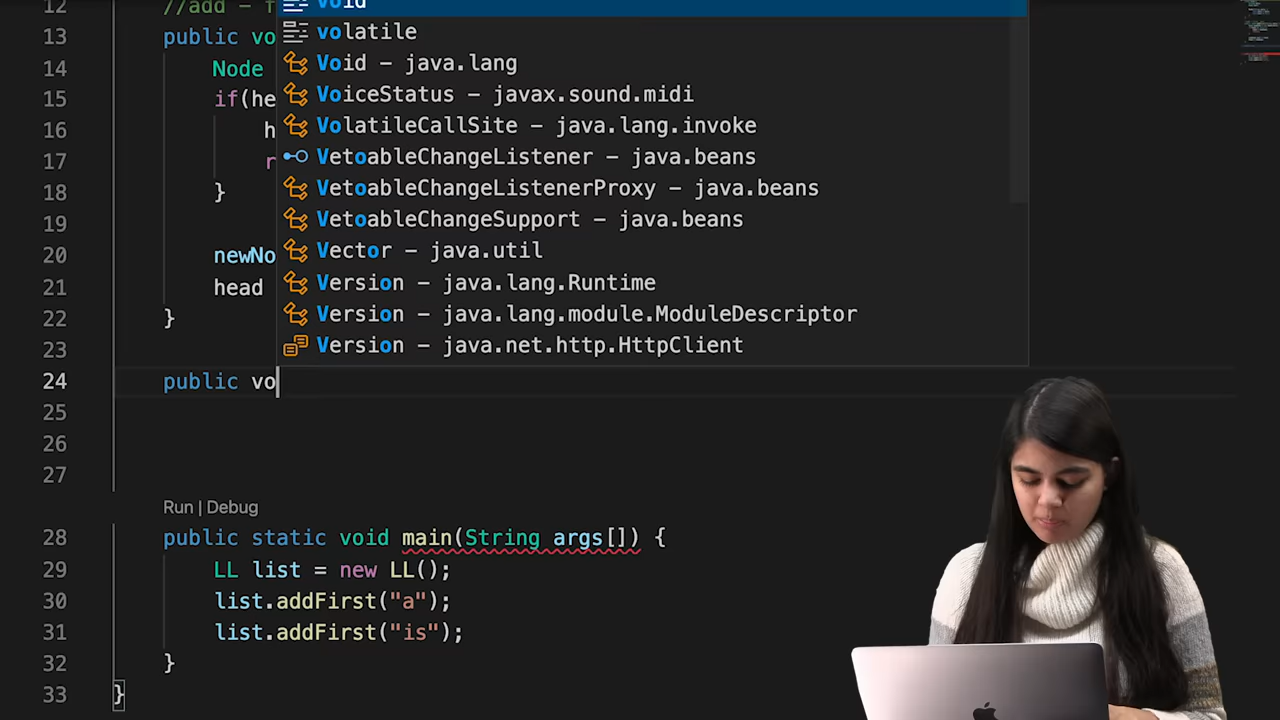 12 //add - f
void
13 public vo
volatile
14 Node
Void – java.lang
15 if(he
VoiceStatus – javax.sound.midi
16 h
VolatileCallSite – java.lang.invoke
17 r
VetoableChangeListener – java.beans
18 }
VetoableChangeListenerProxy – java.beans
19
VetoableChangeSupport – java.beans
20 newNo
Vector – java.util
21 head
Version – java.lang.Runtime
22 }
Version – java.lang.module.ModuleDescriptor
23
Version – java.net.http.HttpClient
24 public vo
25
26
27
Run | Debug
28 public static void main(String args[]) {
29 LL list = new LL();
30 list.addFirst("a");
31 list.addFirst("is");
32 }
33 }